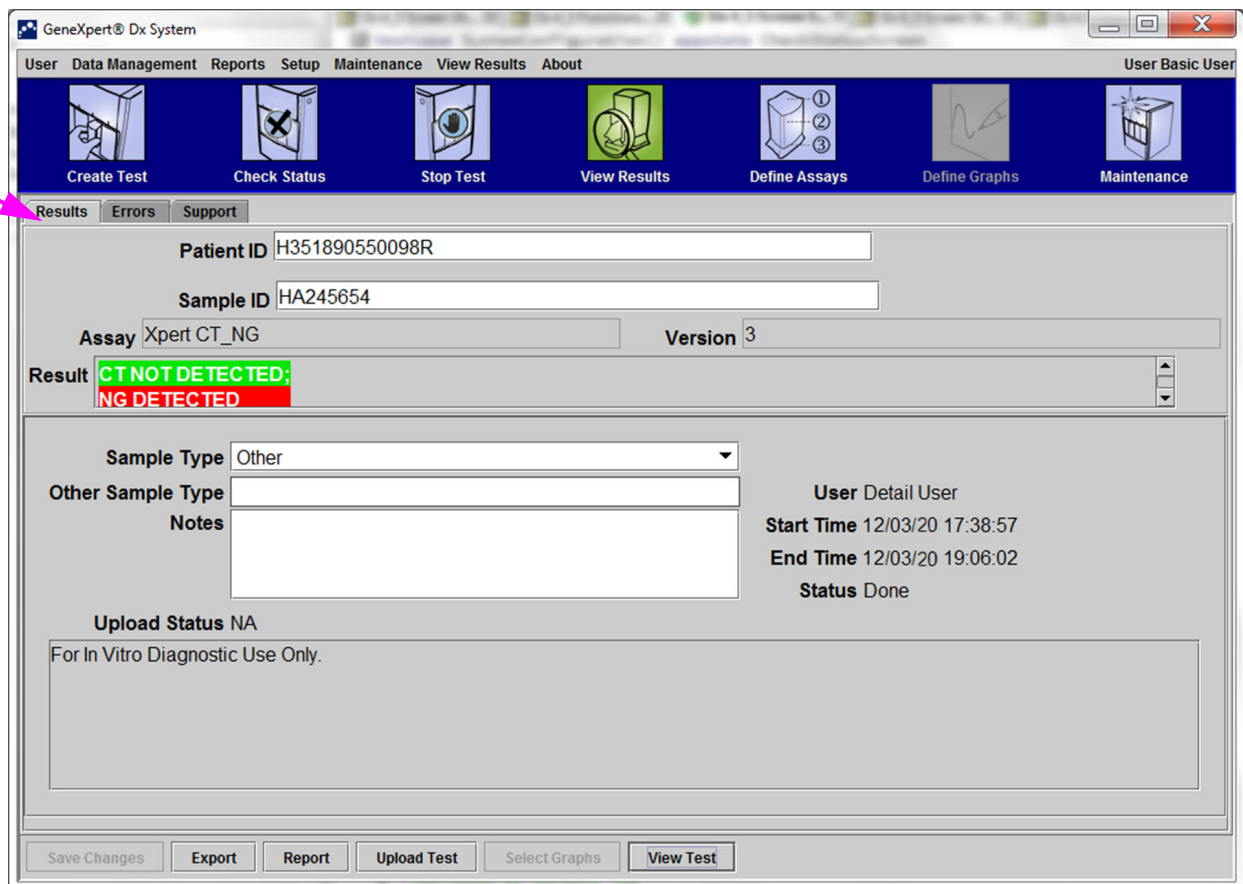 GeneXpert® Dx System
User Data Management Reports Setup Maintenance View Results About User Basic User
1
2
3
Create Test Check Status Stop Test View Results Define Assays Define Graphs Maintenance
Results Errors Support
Patient ID H351890550098R
Sample ID HA245654
Assay Xpert CT_NG Version 3
Result CT NOT DETECTED;
NG DETECTED
Sample Type Other
Other Sample Type User Detail User
Notes Start Time 12/03/20 17:38:57
End Time 12/03/20 19:06:02
Status Done
Upload Status NA
For In Vitro Diagnostic Use Only.
Save Changes Export Report Upload Test Select Graphs View Test